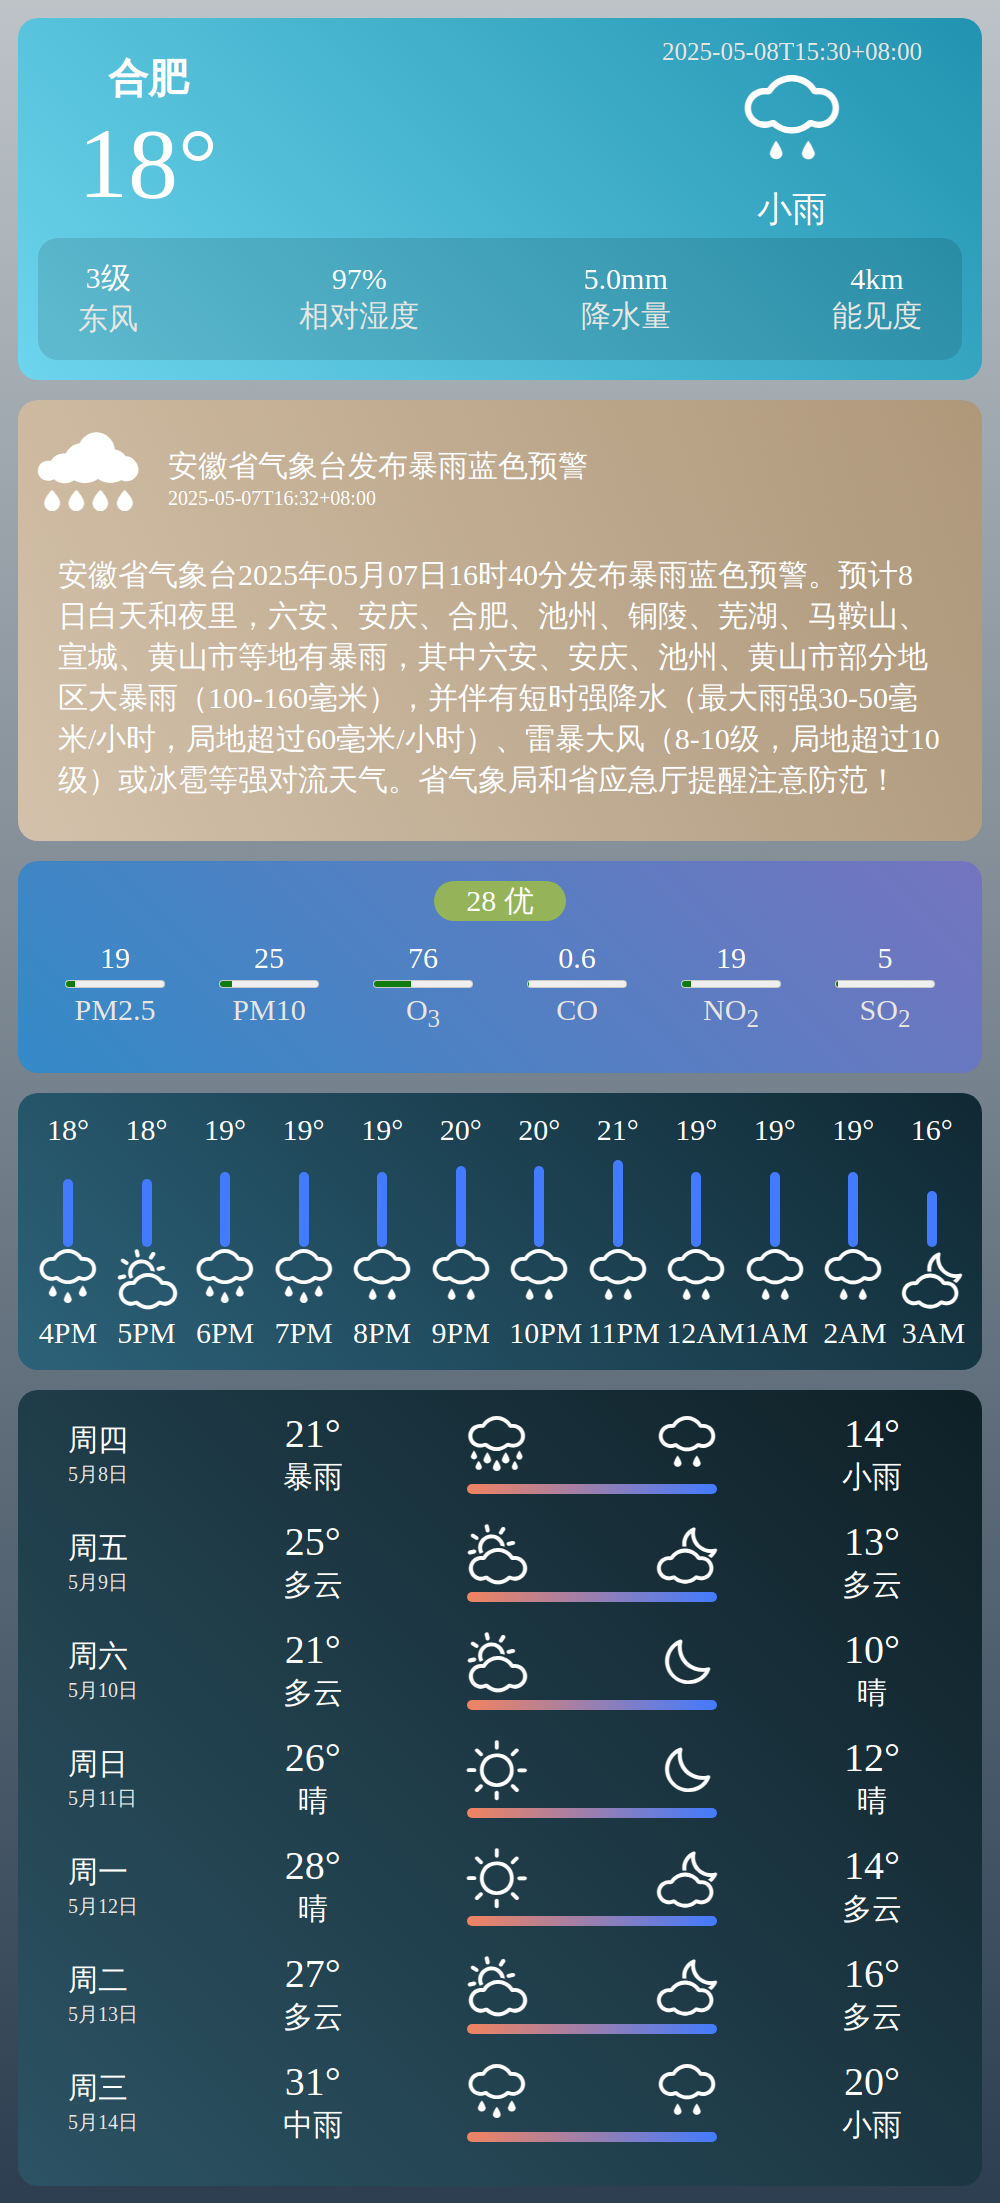 合肥
2025-05-08T15:30+08:00
18°
小雨
3级 97% 5.0mm 4km
东风 相对湿度 降水量 能见度
安徽省气象台发布暴雨蓝色预警
2025-05-07T16:32+08:00
安徽省气象台2025年05月07日16时40分发布暴雨蓝色预警。预计8
日白天和夜里，六安、安庆、合肥、池州、铜陵、芜湖、马鞍山、
宣城、黄山市等地有暴雨，其中六安、安庆、池州、黄山市部分地
区大暴雨（100-160毫米），并伴有短时强降水（最大雨强30-50毫
米/小时，局地超过60毫米/小时）、雷暴大风（8-10级，局地超过10
级）或冰雹等强对流天气。省气象局和省应急厅提醒注意防范！
28 优
19 25 76 0.6 19 5
PM2.5 PM10 O3 CO NO2 SO2
18° 18° 19° 19° 19° 20° 20° 21° 19° 19° 19° 16°
4PM 5PM 6PM 7PM 8PM 9PM 10PM 11PM 12AM 1AM 2AM 3AM
周四 21° 14°
5月8日 暴雨 小雨
周五 25° 13°
5月9日 多云 多云
周六 21° 10°
5月10日 多云 晴
周日 26° 12°
5月11日 晴 晴
周一 28° 14°
5月12日 晴 多云
周二 27° 16°
5月13日 多云 多云
周三 31° 20°
5月14日 中雨 小雨